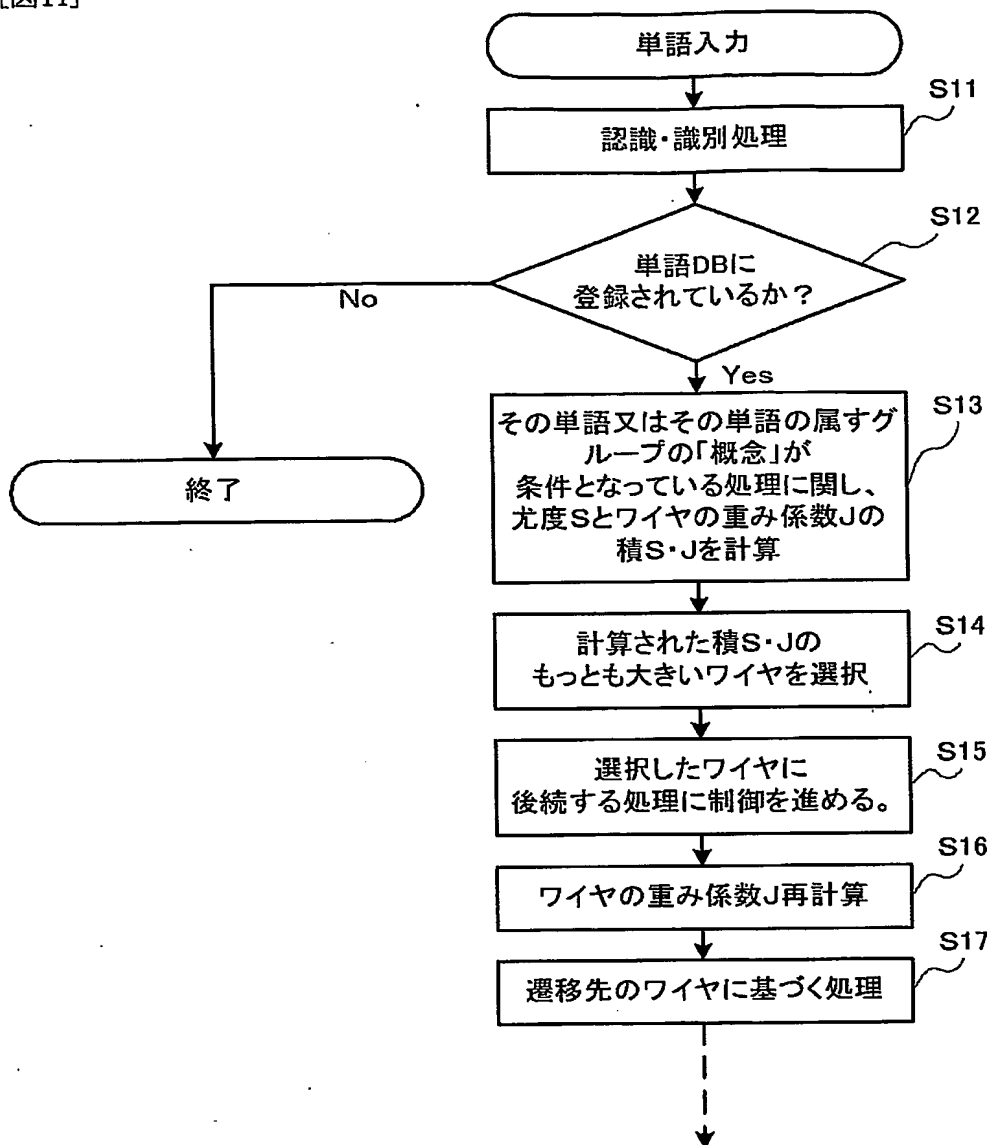 [図11]
単語入力
S11
認識・識別処理
S12
単語DBに
登録されているか？
No
Yes
終了
S13
その単語又はその単語の属すグ
ループの「概念」が
条件となっている処理に関し、
尤度Sとワイヤの重み係数Jの
積S・Jを計算
S14
計算された積S・Jの
もっとも大きいワイヤを選択
S15
選択したワイヤに
後続する処理に制御を進める。
S16
ワイヤの重み係数J再計算
S17
遷移先のワイヤに基づく処理